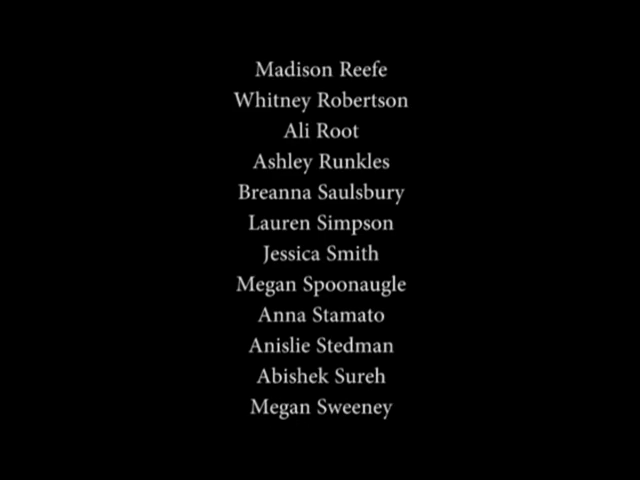 Madison Reefe
Whitney Robertson
Ali Root
Ashley Runkles
Breanna Saulsbury
Lauren Simpson
Jessica Smith
Megan Spoonaugle
Anna Stamato
Anislie Stedman
Abishek Sureh
Megan Sweeney